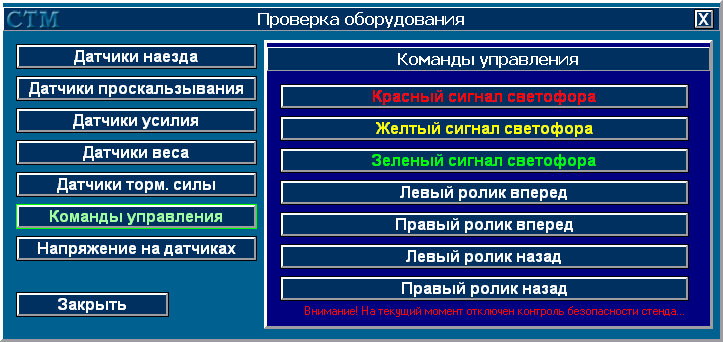 СТМ Проверка оборудования X
Датчики наезда
Датчики проскальзывания
Датчики усилия
Датчики веса
Датчики торм. силы
Команды управления
Напряжение на датчиках
Закрыть
Команды управления
Красный сигнал светофора
Желтый сигнал светофора
Зеленый сигнал светофора
Левый ролик вперед
Правый ролик вперед
Левый ролик назад
Правый ролик назад
Внимание! На текущий момент отключен контроль безопасности стенда...